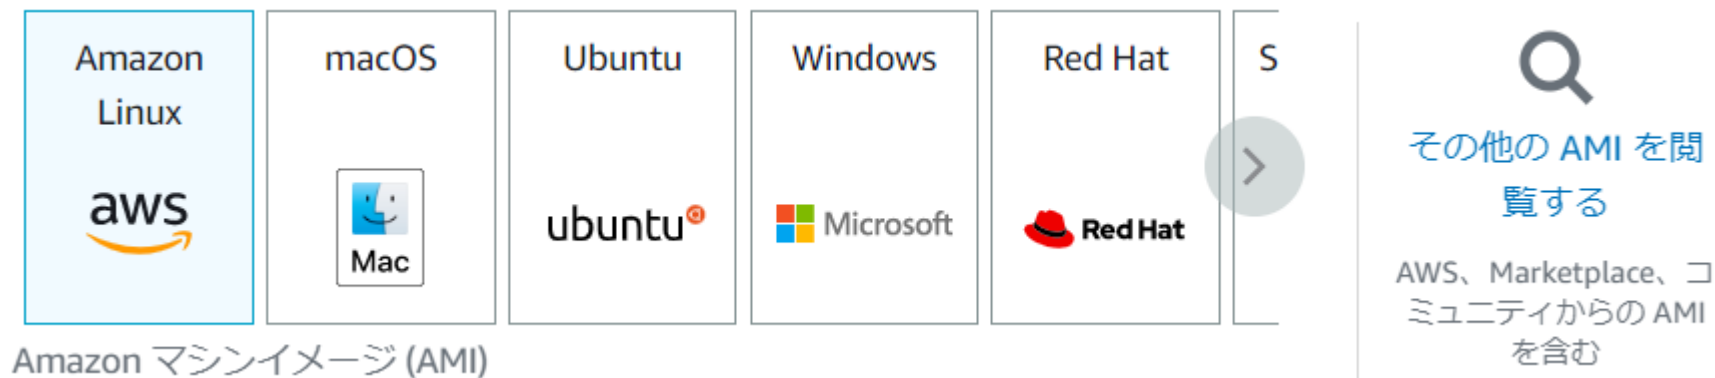 Amazon
Linux
aws
macOS
Mac
Ubuntu
ubuntu
Windows
Microsoft
Red Hat
Red Hat
S
その他の AMI を閲
覧する
AWS、Marketplace、コ
ミュニティからの AMI
を含む
Amazon マシンイメージ (AMI)